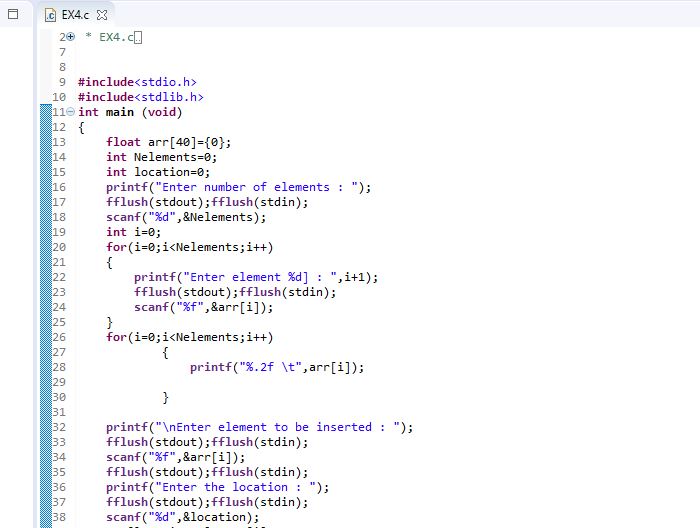 EX4.c
2 * EX4.c
7
8
9 #include<stdio.h>
10 #include<stdlib.h>
11 int main (void)
12 {
13 float arr[40]={0};
14 int Nelements=0;
15 int location=0;
16 printf("Enter number of elements : ");
17 fflush(stdout);fflush(stdin);
18 scanf("%d",&Nelements);
19 int i=0;
20 for(i=0;i<Nelements;i++)
21 {
22 printf("Enter element %d] : ",i+1);
23 fflush(stdout);fflush(stdin);
24 scanf("%f",&arr[i]);
25 }
26 for(i=0;i<Nelements;i++)
27 {
28 printf("%.2f \t",arr[i]);
29
30 }
31
32 printf("\nEnter element to be inserted : ");
33 fflush(stdout);fflush(stdin);
34 scanf("%f",&arr[i]);
35 fflush(stdout);fflush(stdin);
36 printf("Enter the location : ");
37 fflush(stdout);fflush(stdin);
38 scanf("%d",&location);